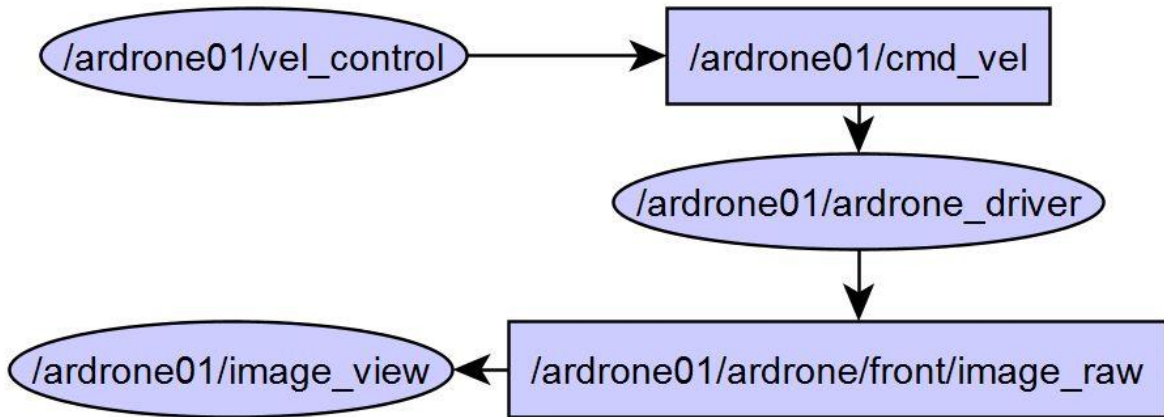 /ardrone01/vel_control
/ardrone01/cmd_vel
/ardrone01/ardrone_driver
/ardrone01/ardrone/front/image_raw
/ardrone01/image_view